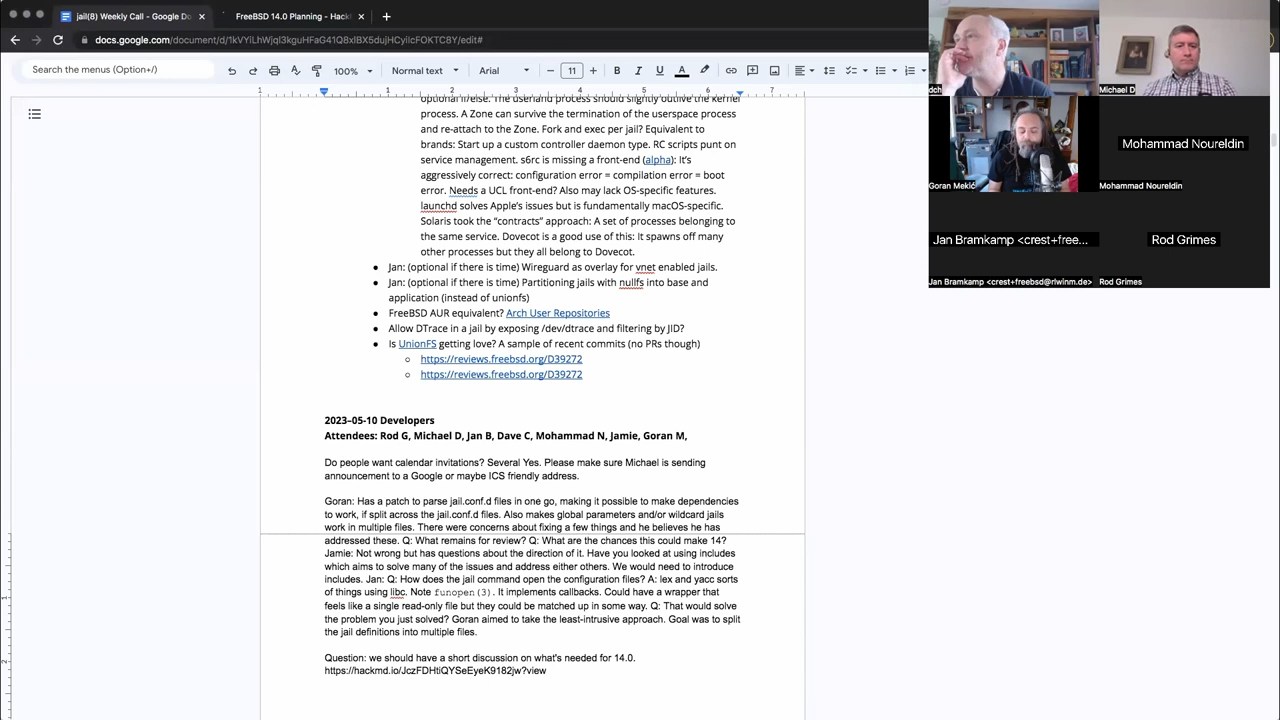 jail(8) Weekly Call - Google Do
FreeBSD 14.0 Planning - Hackm
docs.google.com/document/d/1kVYlLhWjql3kguHFaG41Q8xIBX5dujHCyilcFOKTC8Y/edit#
Search the menus (Option+/)
100%
Normal text
Arial
11
B I U A
1 1 2 3 4 5 6 7
optional if/else. The userland process should slightly outlive the kernel
process. A Zone can survive the termination of the userspace process
and re-attach to the Zone. Fork and exec per jail? Equivalent to
brands: Start up a custom controller daemon type. RC scripts punt on
service management. s6rc is missing a front-end (alpha): It's
aggressively correct: configuration error = compilation error = boot
error. Needs a UCL front-end? Also may lack OS-specific features.
launchd solves Apple's issues but is fundamentally macOS-specific.
Solaris took the "contracts" approach: A set of processes belonging to
the same service. Dovecot is a good use of this: It spawns off many
other processes but they all belong to Dovecot.
● Jan: (optional if there is time) Wireguard as overlay for vnet enabled jails.
● Jan: (optional if there is time) Partitioning jails with nullfs into base and
application (instead of unionfs)
● FreeBSD AUR equivalent? Arch User Repositories
● Allow DTrace in a jail by exposing /dev/dtrace and filtering by JID?
● Is UnionFS getting love? A sample of recent commits (no PRs though)
○ https://reviews.freebsd.org/D39272
○ https://reviews.freebsd.org/D39272
2023–05-10 Developers
Attendees: Rod G, Michael D, Jan B, Dave C, Mohammad N, Jamie, Goran M,
Do people want calendar invitations? Several Yes. Please make sure Michael is sending
announcement to a Google or maybe ICS friendly address.
Goran: Has a patch to parse jail.conf.d files in one go, making it possible to make dependencies
to work, if split across the jail.conf.d files. Also makes global parameters and/or wildcard jails
work in multiple files. There were concerns about fixing a few things and he believes he has
addressed these. Q: What remains for review? Q: What are the chances this could make 14?
Jamie: Not wrong but has questions about the direction of it. Have you looked at using includes
which aims to solve many of the issues and address either others. We would need to introduce
includes. Jan: Q: How does the jail command open the configuration files? A: lex and yacc sorts
of things using libc. Note funopen(3). It implements callbacks. Could have a wrapper that
feels like a single read-only file but they could be matched up in some way. Q: That would solve
the problem you just solved? Goran aimed to take the least-intrusive approach. Goal was to split
the jail definitions into multiple files.
Question: we should have a short discussion on what's needed for 14.0.
https://hackmd.io/JczFDHtiQYSeEyeK9182jw?view
1
2
dch
Michael D
Goran Mekić
Mohammad Noureldin
Mohammad Noureldin
Jan Bramkamp <crest+free...
Rod Grimes
Jan Bramkamp <crest+freebsd@rlwinm.de>
Rod Grimes